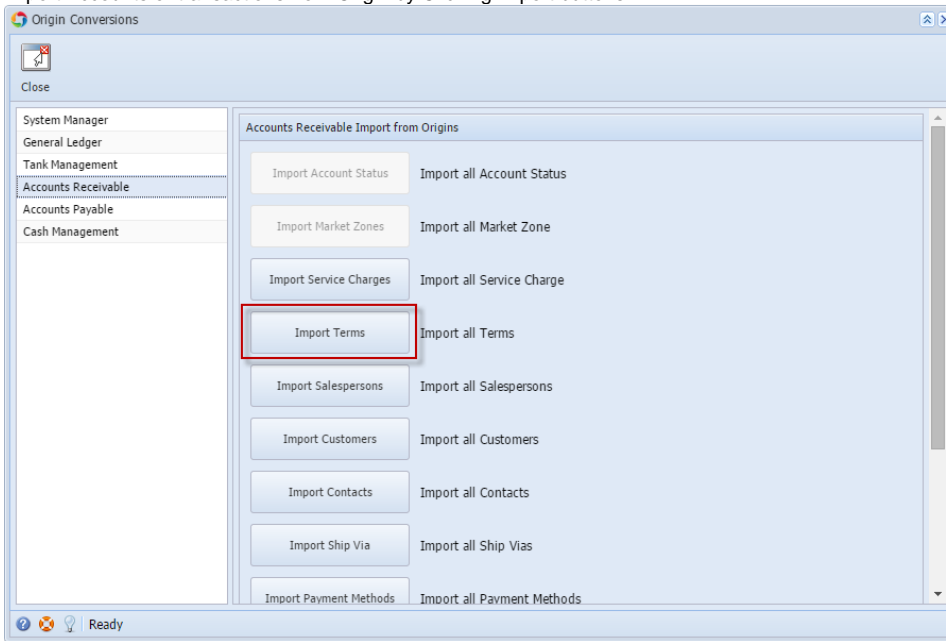 Origin Conversions
Close
System Manager
General Ledger
Tank Management
Accounts Receivable
Accounts Payable
Cash Management
Accounts Receivable Import from Origins
Import Account Status Import all Account Status
Import Market Zones Import all Market Zone
Import Service Charges Import all Service Charge
Import Terms Import all Terms
Import Salespersons Import all Salespersons
Import Customers Import all Customers
Import Contacts Import all Contacts
Import Ship Via Import all Ship Vias
Import Payment Methods Import all Payment Methods
Ready